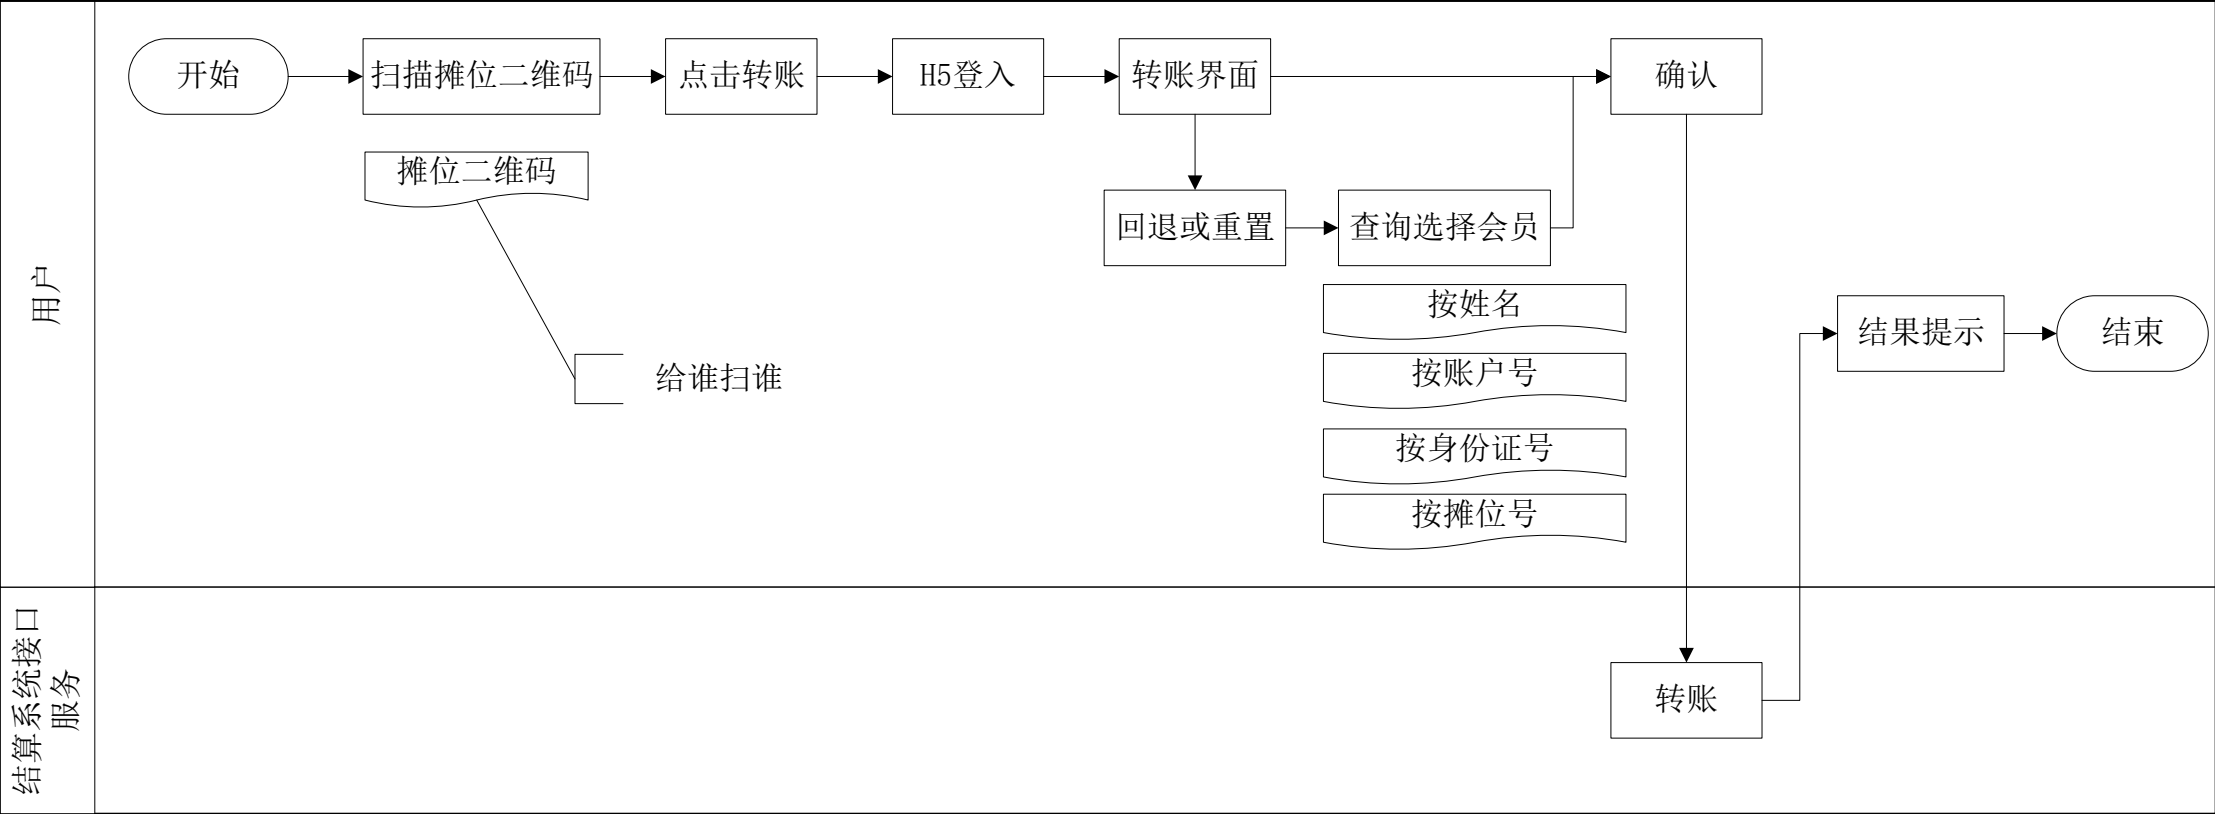 开始
扫描摊位二维码
点击转账
H5登入
转账界面
确认
摊位二维码
回退或重置
查询选择会员
用户
按姓名
结果提示
结束
给谁扫谁
按账户号
按身份证号
按摊位号
结算系统接口
服务
转账